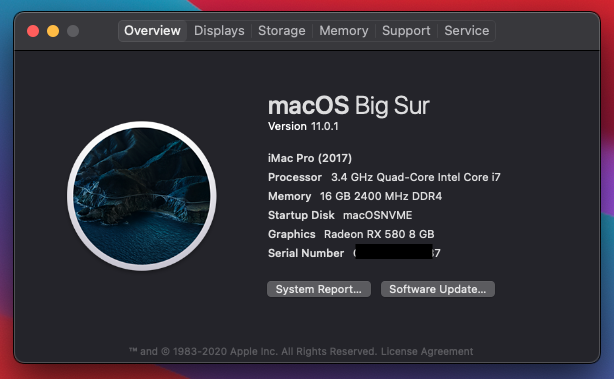 Overview Displays Storage Memory Support Service
macOS Big Sur
Version 11.0.1
iMac Pro (2017)
Processor 3.4 GHz Quad-Core Intel Core i7
Memory 16 GB 2400 MHz DDR4
Startup Disk macOSNVME
Graphics Radeon RX 580 8 GB
Serial Number
System Report... Software Update...
™ and © 1983-2020 Apple Inc. All Rights Reserved. License Agreement